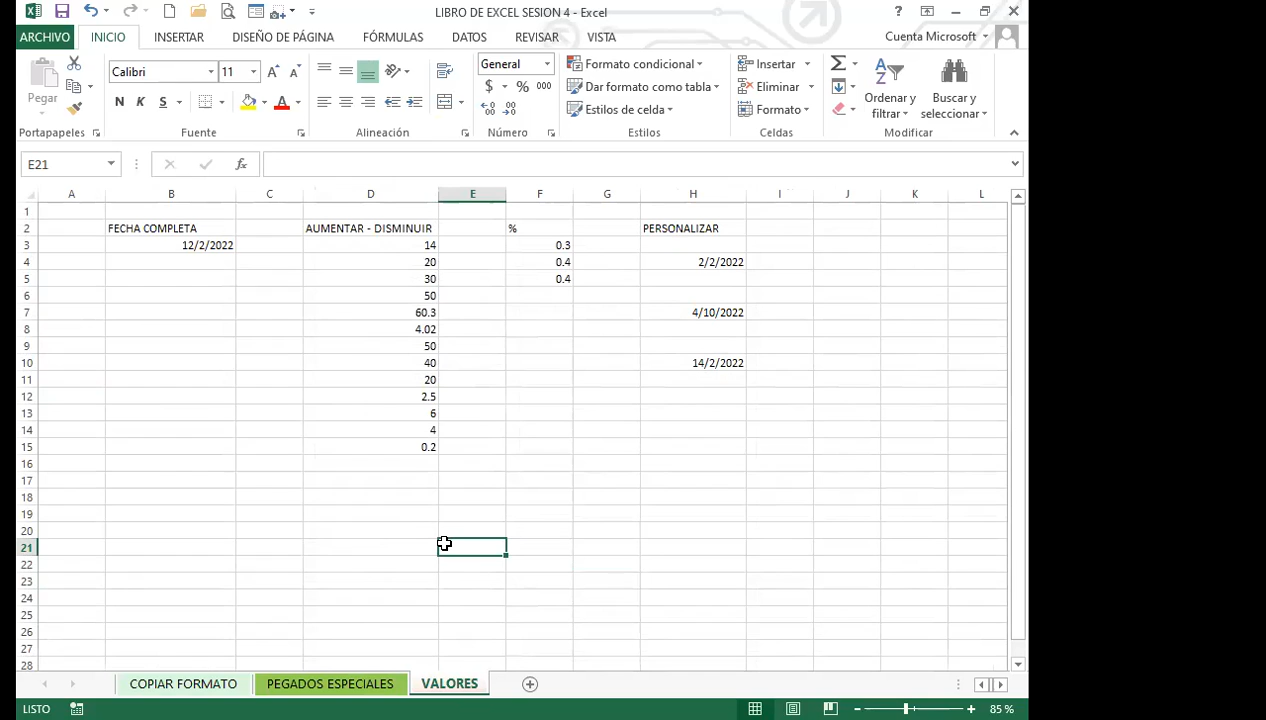 LIBRO DE EXCEL SESION 4 - Excel
?
ARCHIVO INICIO INSERTAR DISEÑO DE PÁGINA FÓRMULAS DATOS REVISAR VISTA Cuenta Microsoft
Pegar
Calibri 11
N K S A
General
$ % 000
Formato condicional
Dar formato como tabla
Estilos de celda
Insertar
Eliminar
Formato
Ordenar y filtrar
Buscar y seleccionar
Portapapeles Fuente Alineación Número Estilos Celdas Modificar
E21 fx
A B C D E F G H I J K L
1
2 FECHA COMPLETA AUMENTAR - DISMINUIR % PERSONALIZAR
3 12/2/2022 14 0.3
4 20 0.4 2/2/2022
5 30 0.4
6 50
7 60.3 4/10/2022
8 4.02
9 50
10 40 14/2/2022
11 20
12 2.5
13 6
14 4
15 0.2
16
17
18
19
20
21
22
23
24
25
26
27
28
COPIAR FORMATO PEGADOS ESPECIALES VALORES
LISTO 85 %